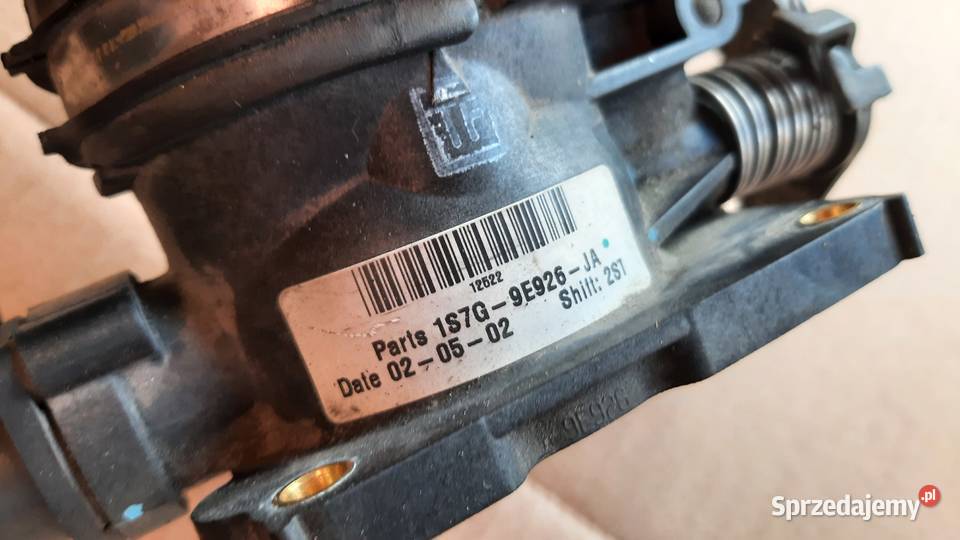 12522
Parts 1S7G-9E926-JA
Date 02-05-02 Shift: 2ST
9E926
Sprzedajemy.pl